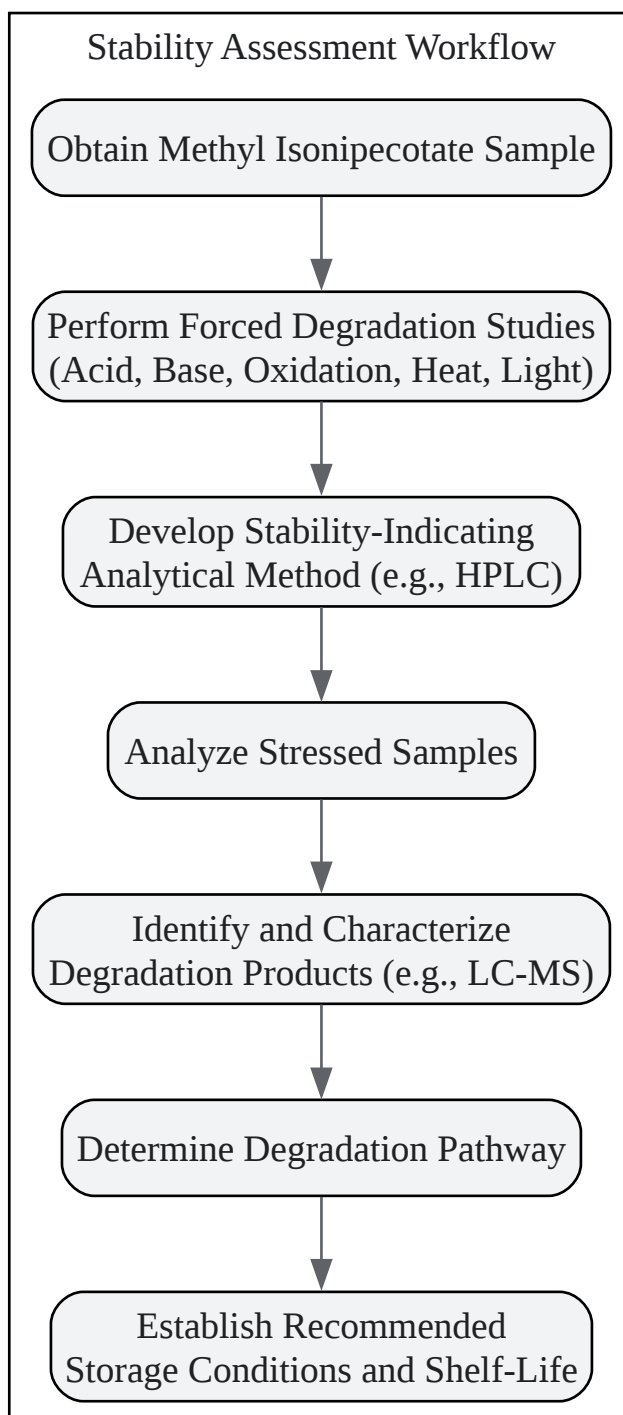 Stability Assessment Workflow
Obtain Methyl Isonipecotate Sample
Perform Forced Degradation Studies
(Acid, Base, Oxidation, Heat, Light)
Develop Stability-Indicating
Analytical Method (e.g., HPLC)
Analyze Stressed Samples
Identify and Characterize
Degradation Products (e.g., LC-MS)
Determine Degradation Pathway
Establish Recommended
Storage Conditions and Shelf-Life